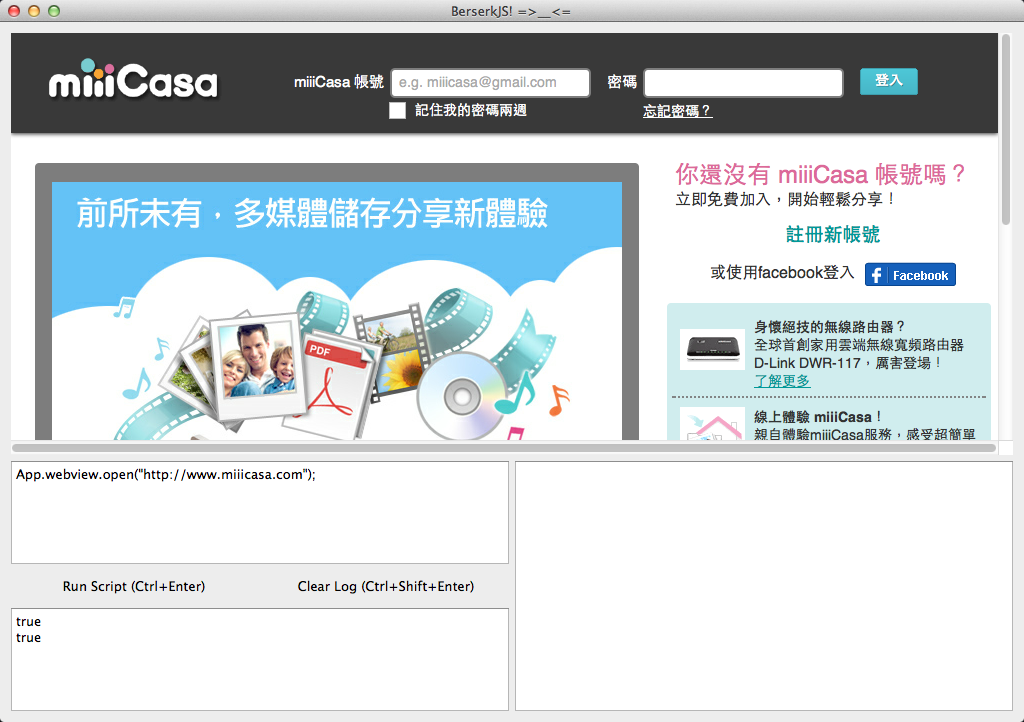 BerserkJS! =>__<=
miiiCasa
miiiCasa 帳號 e.g. miiicasa@gmail.com 密碼 登入
記住我的密碼兩週 忘記密碼？
前所未有，多媒體儲存分享新體驗
PDF
你還沒有 miiiCasa 帳號嗎？
立即免費加入，開始輕鬆分享！
註冊新帳號
或使用facebook登入 Facebook
身懷絕技的無線路由器？
全球首創家用雲端無線寬頻路由器
D-Link DWR-117，厲害登場！
了解更多
線上體驗 miiiCasa！
親自體驗miiiCasa服務，感受超簡單
App.webview.open("http://www.miiicasa.com");
Run Script (Ctrl+Enter) Clear Log (Ctrl+Shift+Enter)
true
true